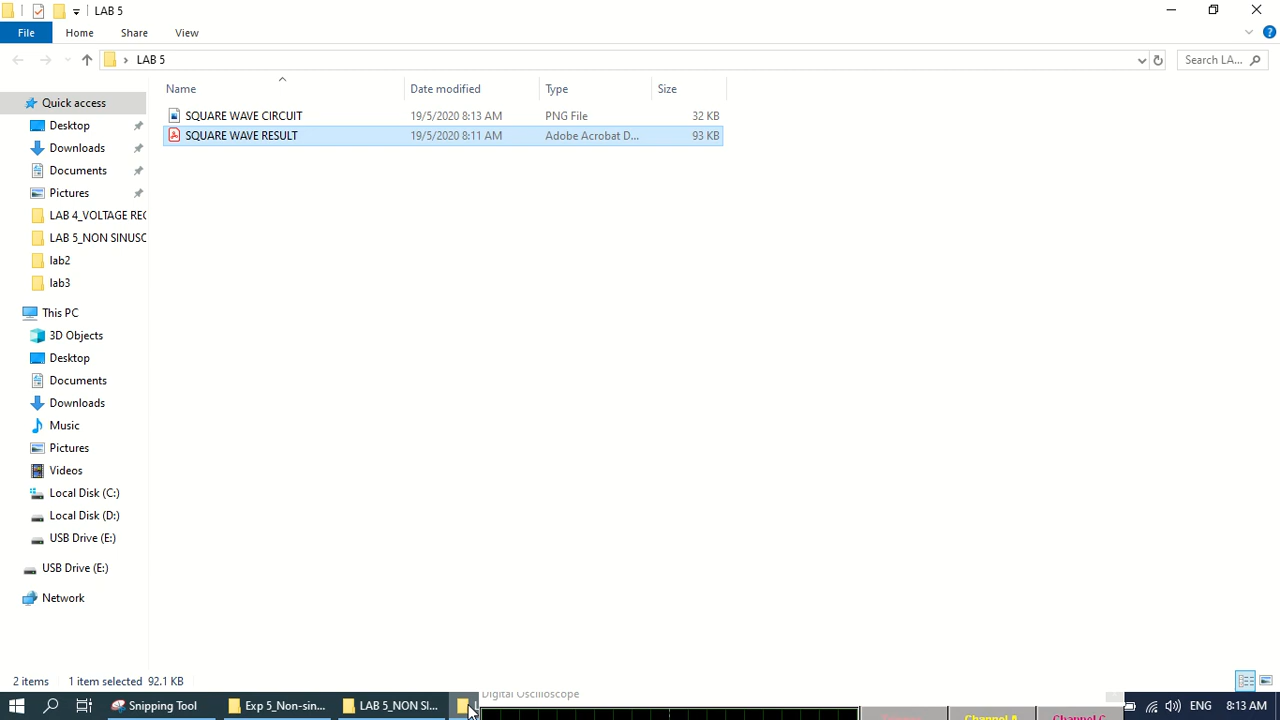 LAB 5
File Home Share View
LAB 5 Search LA...
Name Date modified Type Size
SQUARE WAVE CIRCUIT 19/5/2020 8:13 AM PNG File 32 KB
SQUARE WAVE RESULT 19/5/2020 8:11 AM Adobe Acrobat D... 93 KB
Quick access
Desktop
Downloads
Documents
Pictures
LAB 4_VOLTAGE REG
LAB 5_NON SINUSO
lab2
lab3
This PC
3D Objects
Desktop
Documents
Downloads
Music
Pictures
Videos
Local Disk (C:)
Local Disk (D:)
USB Drive (E:)
USB Drive (E:)
Network
2 items 1 item selected 92.1 KB
Digital Oscilloscope
Snipping Tool Exp 5_Non-sin... LAB 5_NON SI... Channel A Channel C ENG 8:13 AM